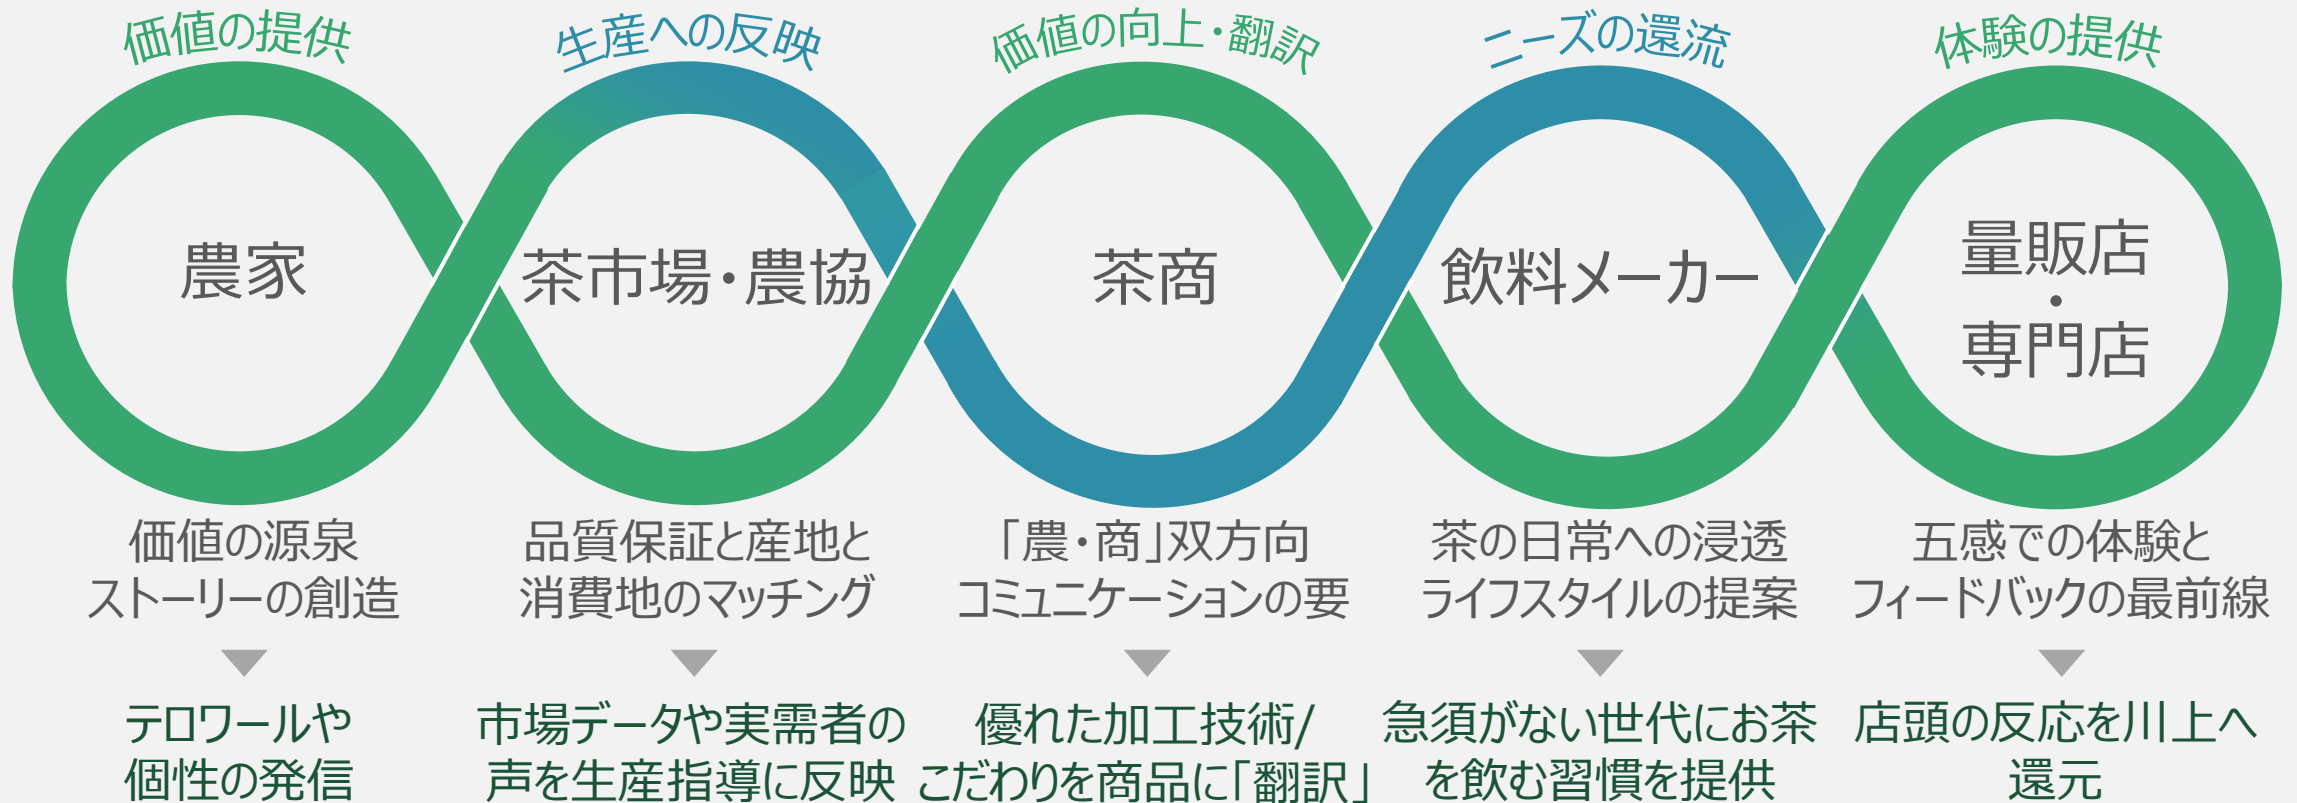 価値の提供
生産への反映
価値の向上・翻訳
ニーズの還流
体験の提供
農家
茶市場・農協
茶商
飲料メーカー
量販店
・
専門店
価値の源泉
ストーリーの創造
品質保証と産地と
消費地のマッチング
「農・商」双方向
コミュニケーションの要
茶の日常への浸透
ライフスタイルの提案
五感での体験と
フィードバックの最前線
テロワールや
個性の発信
市場データや実需者の
声を生産指導に反映
優れた加工技術/
こだわりを商品に「翻訳」
急須がない世代にお茶
を飲む習慣を提供
店頭の反応を川上へ
還元